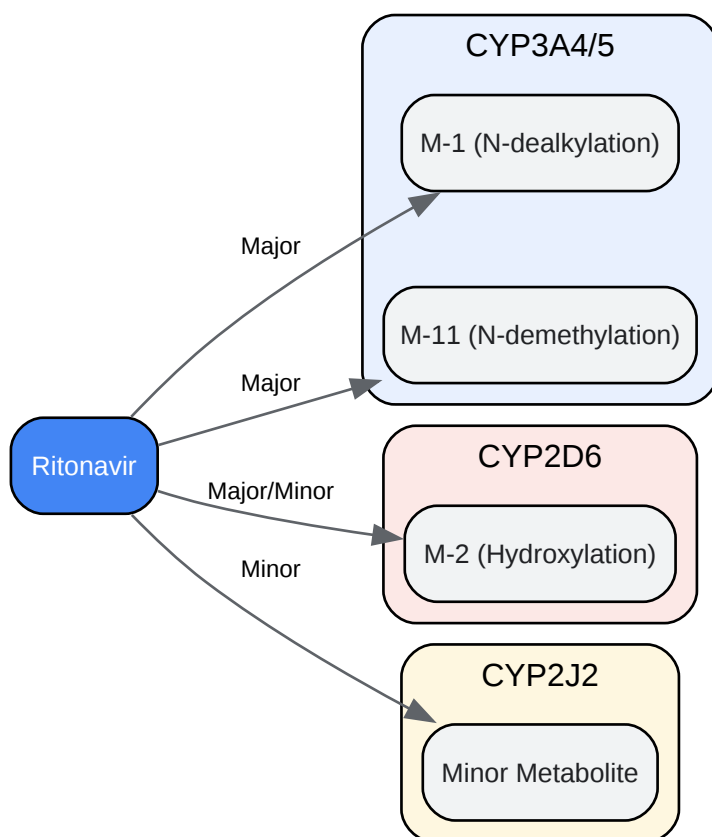 CYP3A4/5
M-1 (N-dealkylation)
Major
M-11 (N-demethylation)
Major
Ritonavir
CYP2D6
Major/Minor
M-2 (Hydroxylation)
Minor
CYP2J2
Minor Metabolite